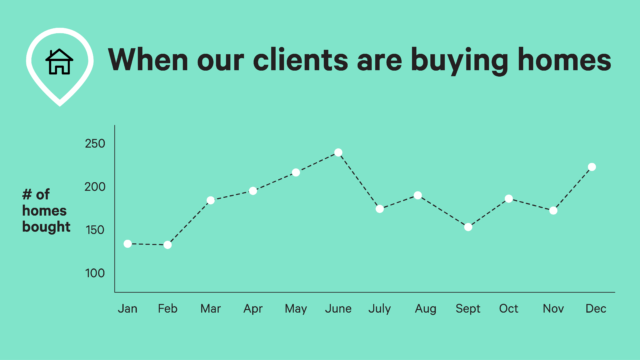 When our clients are buying homes
# of
homes
bought
250
200
150
100
Jan Feb Mar Apr May June July Aug Sept Oct Nov Dec